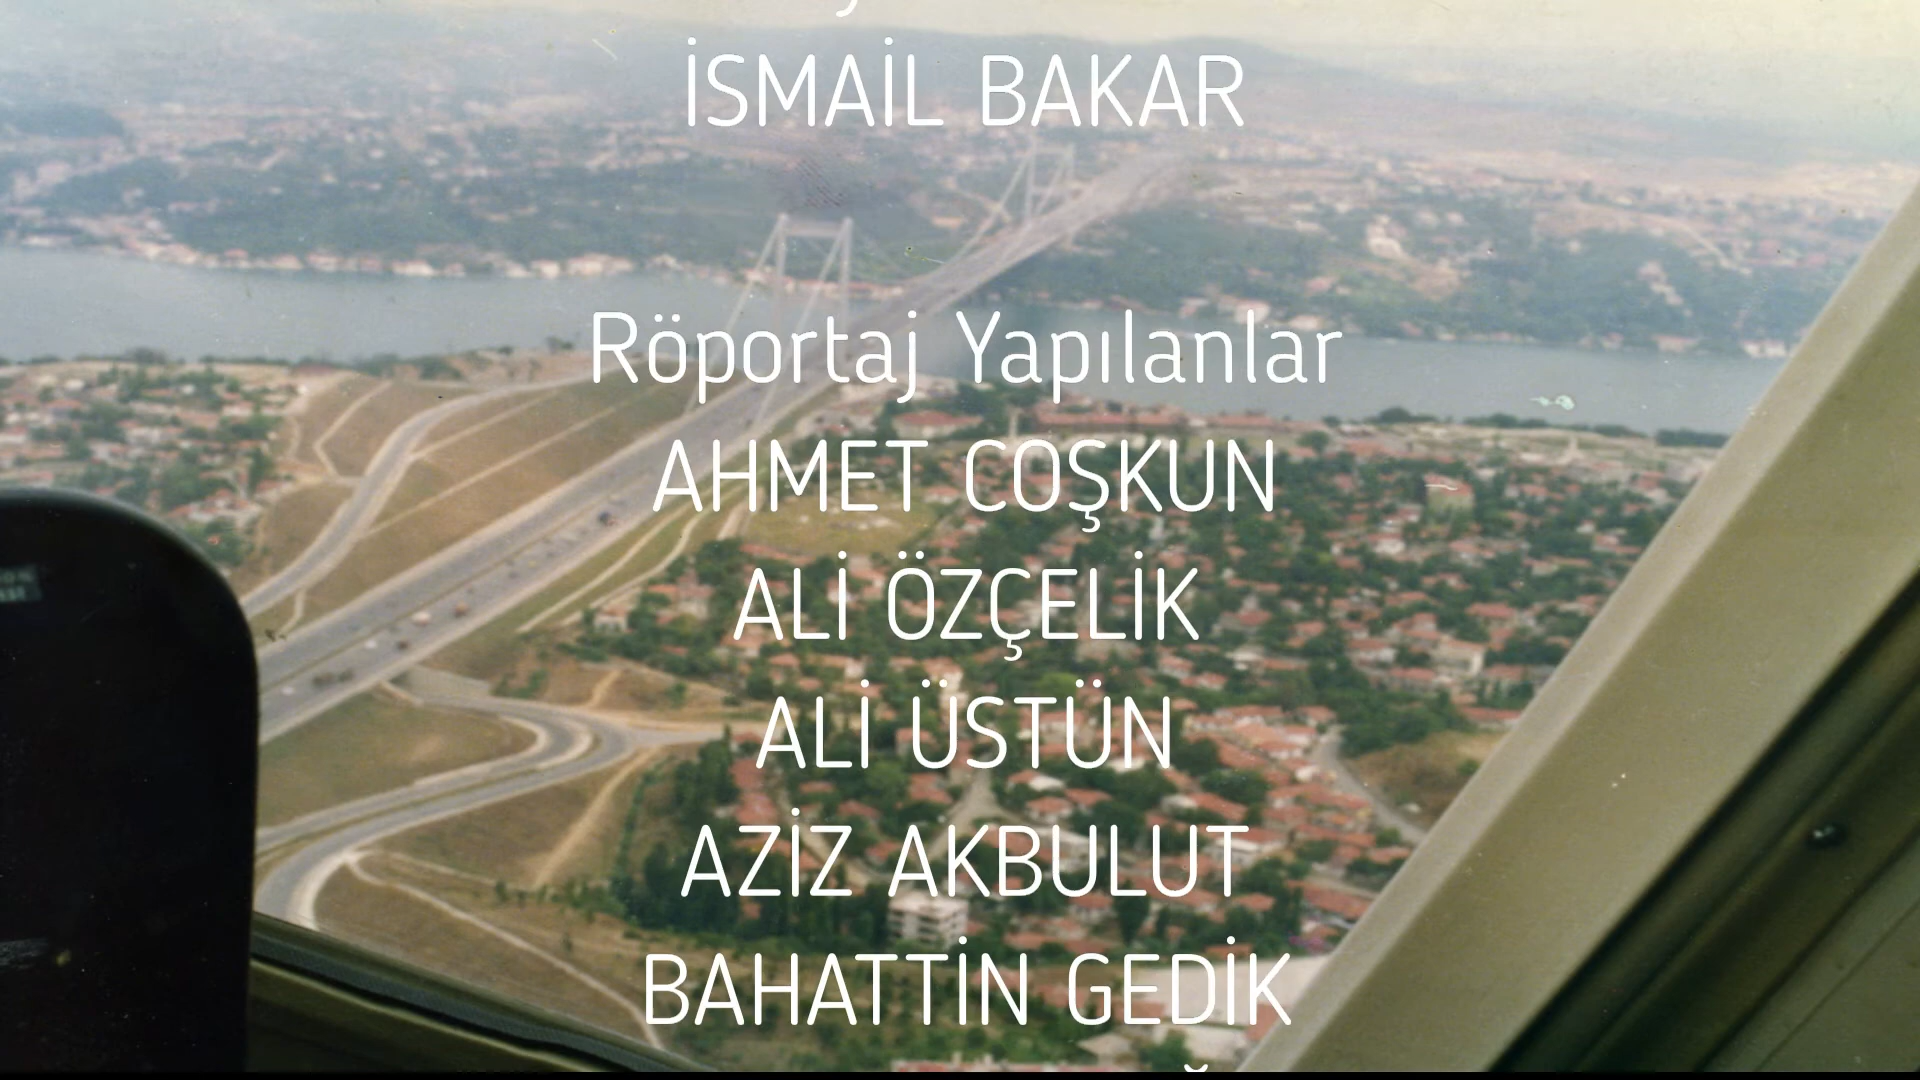 İSMAİL BAKAR
Röportaj Yapılanlar
AHMET COŞKUN
ALİ ÖZÇELİK
ALİ ÜSTÜN
AZİZ AKBULUT
BAHATTİN GEDİK